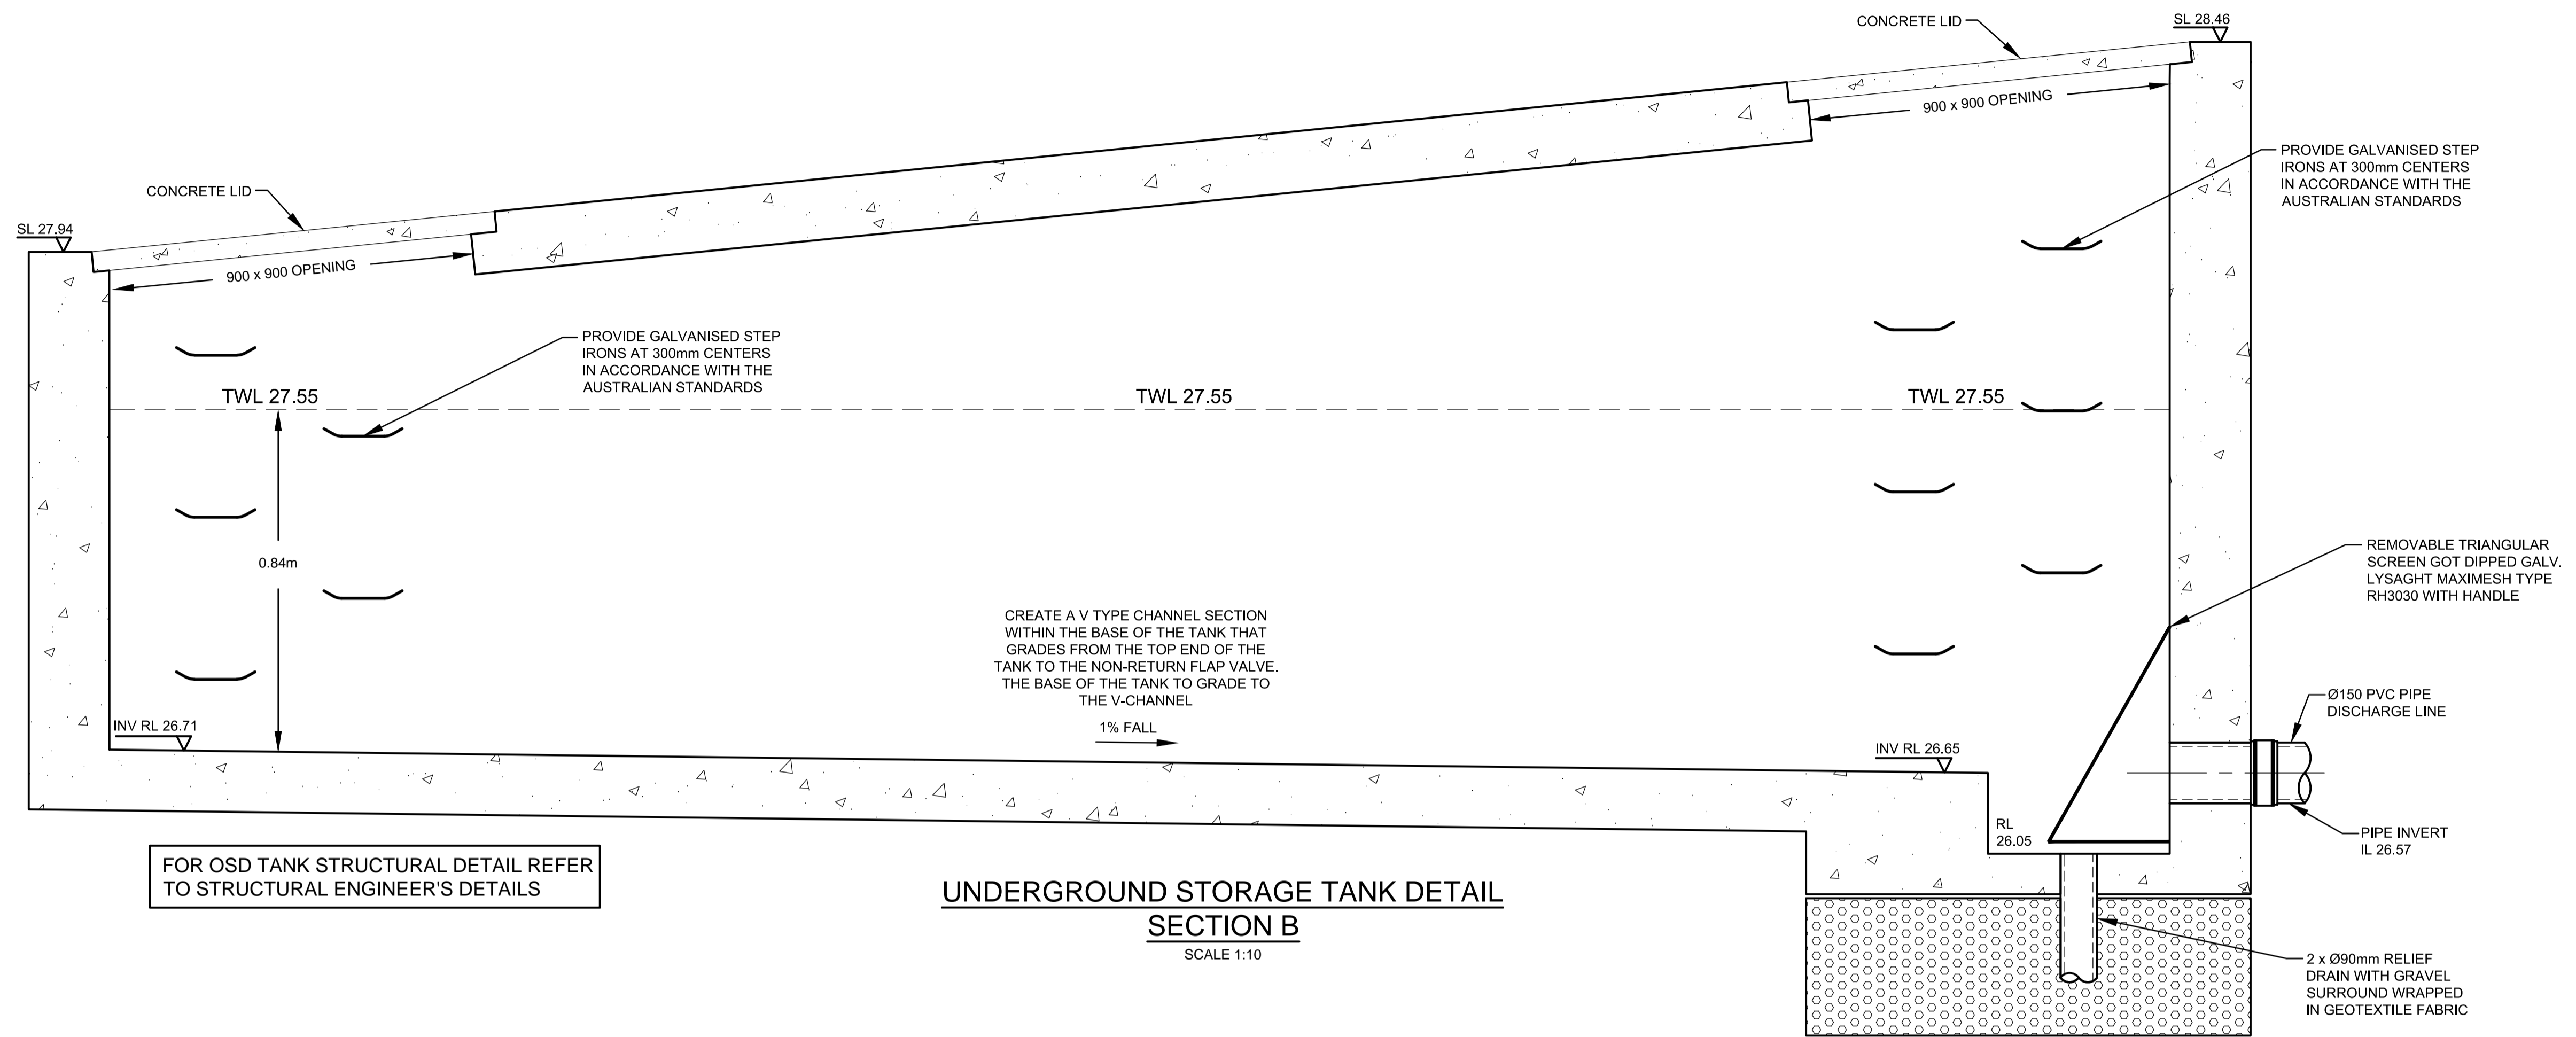 CONCRETE LID
SL 28.46
900 x 900 OPENING
PROVIDE GALVANISED STEP
IRONS AT 300mm CENTERS
IN ACCORDANCE WITH THE
AUSTRALIAN STANDARDS
CONCRETE LID
SL 27.94
900 x 900 OPENING
PROVIDE GALVANISED STEP
IRONS AT 300mm CENTERS
IN ACCORDANCE WITH THE
AUSTRALIAN STANDARDS
TWL 27.55
TWL 27.55
TWL 27.55
0.84m
REMOVABLE TRIANGULAR
SCREEN GOT DIPPED GALV.
LYSAGHT MAXIMESH TYPE
RH3030 WITH HANDLE
CREATE A V TYPE CHANNEL SECTION
WITHIN THE BASE OF THE TANK THAT
GRADES FROM THE TOP END OF THE
TANK TO THE NON-RETURN FLAP VALVE.
THE BASE OF THE TANK TO GRADE TO
THE V-CHANNEL
1% FALL
INV RL 26.71
INV RL 26.65
Ø150 PVC PIPE
DISCHARGE LINE
RL
26.05
PIPE INVERT
IL 26.57
FOR OSD TANK STRUCTURAL DETAIL REFER
TO STRUCTURAL ENGINEER'S DETAILS
UNDERGROUND STORAGE TANK DETAIL
SECTION B
SCALE 1:10
2 x Ø90mm RELIEF
DRAIN WITH GRAVEL
SURROUND WRAPPED
IN GEOTEXTILE FABRIC